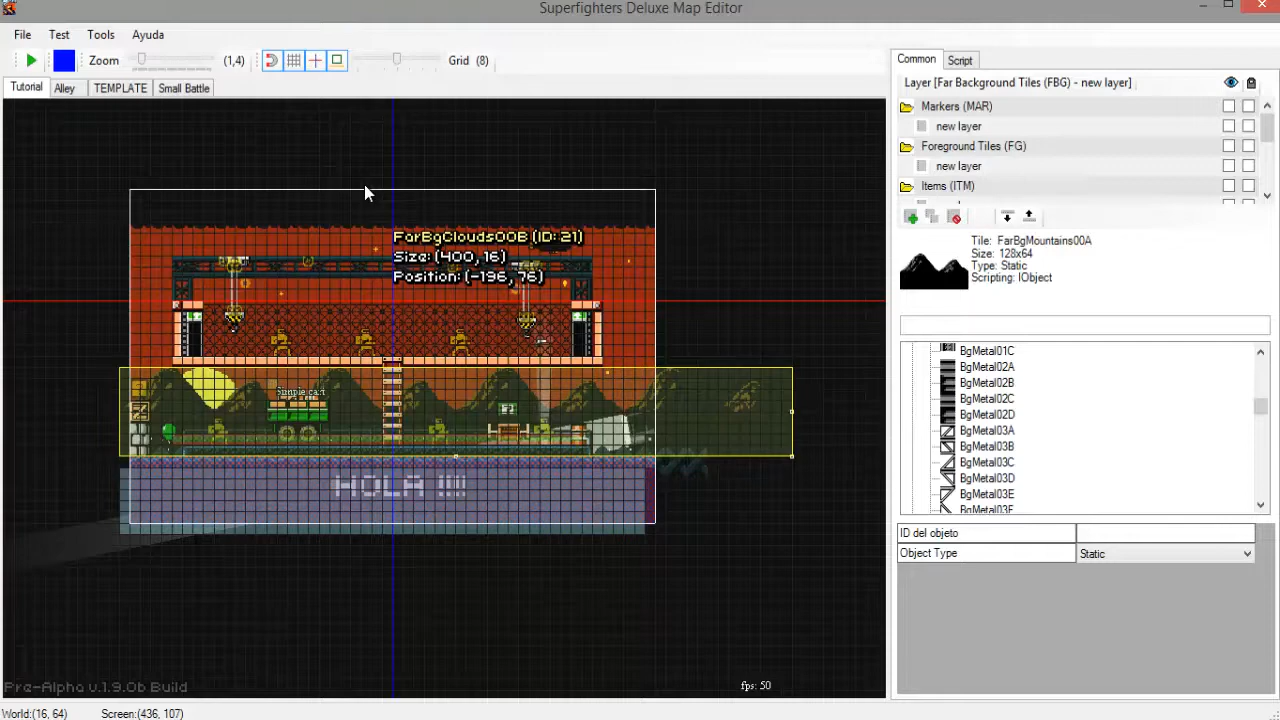 Superfighters Deluxe Map Editor
File Test Tools Ayuda
Zoom (1,4) Grid (8)
Tutorial Alley TEMPLATE Small Battle
FarBgClouds00B (ID:21)
Size: (400, 16)
Position: (-196, 76)
Simple cart
HOLA !!!!
Pre-Alpha v.1.9.0b Build
fps: 50
World:(16, 64) Screen:(436, 107)
Common Script
Layer [Far Background Tiles (FBG) - new layer]
Markers (MAR)
new layer
Foreground Tiles (FG)
new layer
Items (ITM)
Tile: FarBgMountains00A
Size: 128x64
Type: Static
Scripting: IObject
BgMetal01C
BgMetal02A
BgMetal02B
BgMetal02C
BgMetal02D
BgMetal03A
BgMetal03B
BgMetal03C
BgMetal03D
BgMetal03E
BgMetal03F
ID del objeto
Object Type Static